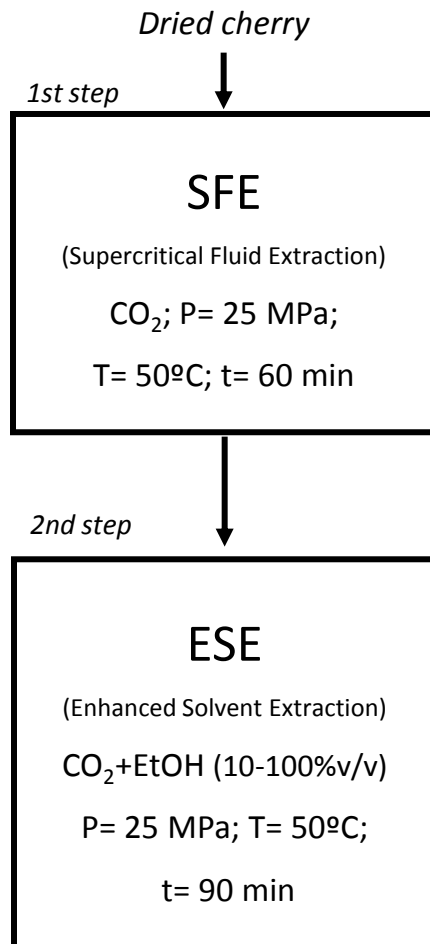 Dried cherry
1st step
SFE
(Supercritical Fluid Extraction)
CO₂; P= 25 MPa;
T= 50ºC; t= 60 min
2nd step
ESE
(Enhanced Solvent Extraction)
CO₂+EtOH (10-100%v/v)
P= 25 MPa; T= 50ºC;
t= 90 min